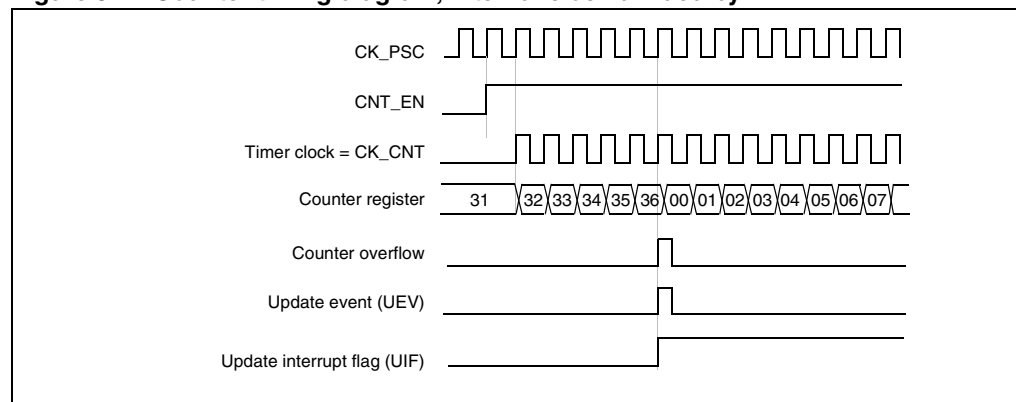 CK_PSC
CNT_EN
Timer clock = CK_CNT
Counter register 31 32 33 34 35 36 00 01 02 03 04 05 06 07
Counter overflow
Update event (UEV)
Update interrupt flag (UIF)